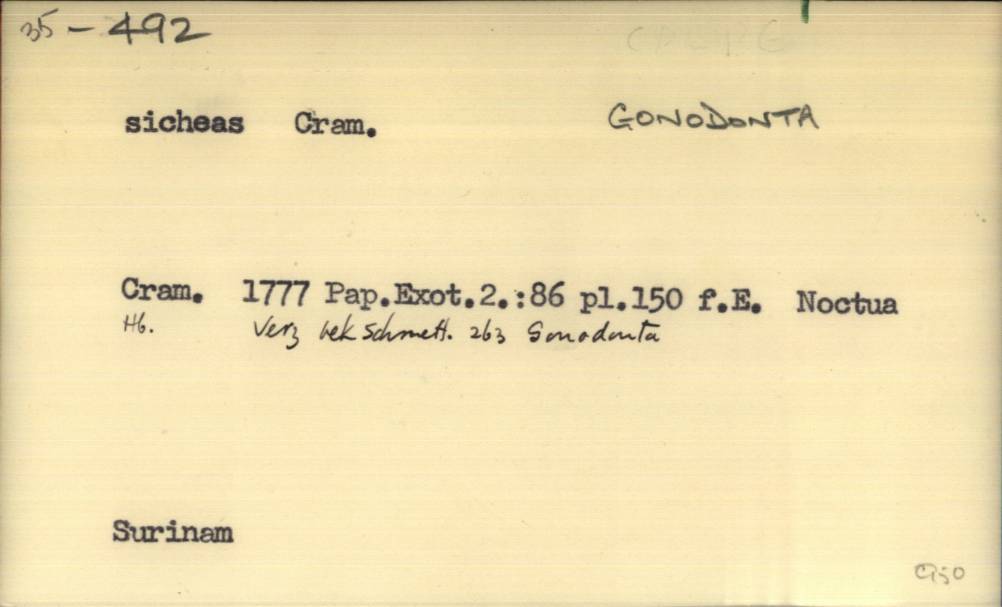 35-492
sicheas Cram. GONODONTA
Cram. 1777 Pap.Exot.2.:86 pl.150 f.E. Noctua
Hb. Verz bek Schmett. 263 Gonodonta
Surinam